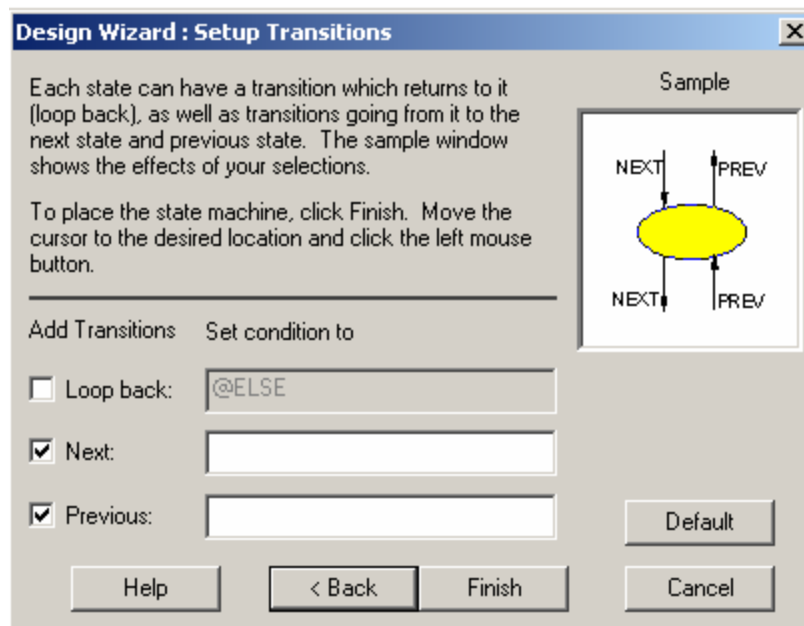 Design Wizard : Setup Transitions
Each state can have a transition which returns to it
(loop back), as well as transitions going from it to the
next state and previous state.  The sample window
shows the effects of your selections.
To place the state machine, click Finish.  Move the
cursor to the desired location and click the left mouse
button.
Sample
NEXT PREV
NEXT PREV
Add Transitions Set condition to
Loop back: @ELSE
Next:
Previous:
Default
Help < Back Finish Cancel